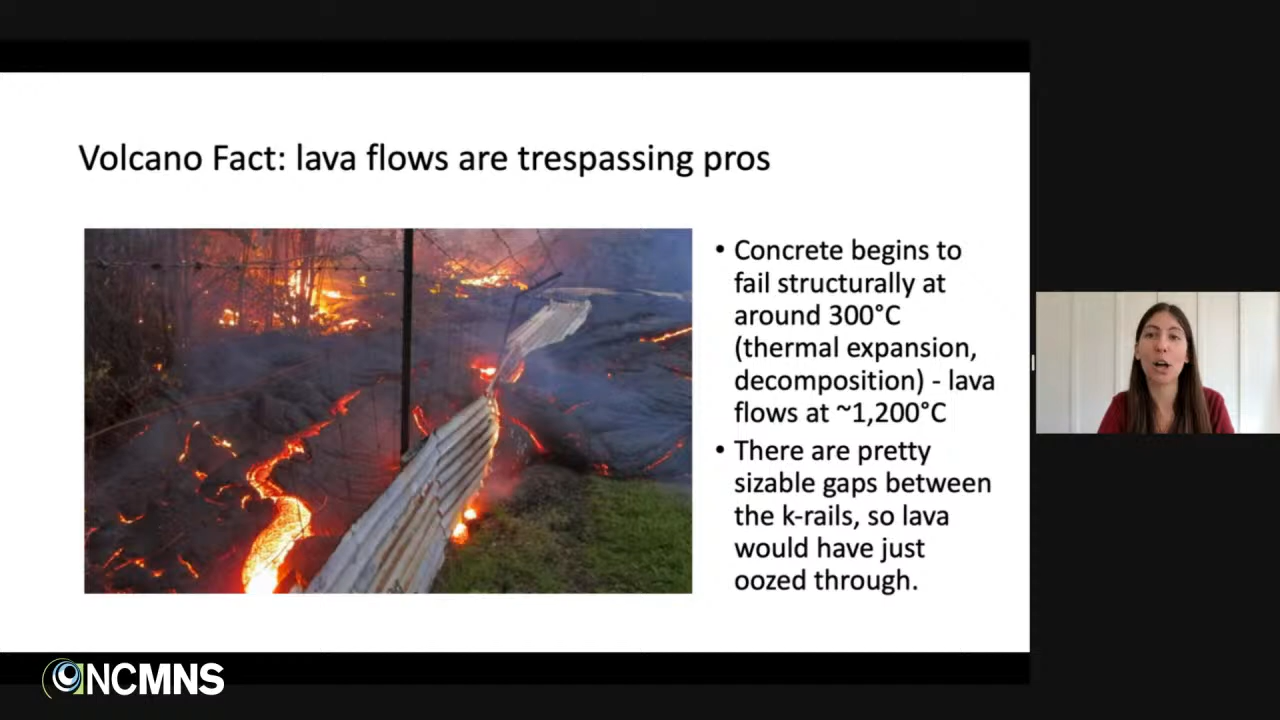 Volcano Fact: lava flows are trespassing pros
• Concrete begins to
fail structurally at
around 300°C
(thermal expansion,
decomposition) - lava
flows at ~1,200°C
• There are pretty
sizable gaps between
the k-rails, so lava
would have just
oozed through.
NCMNS